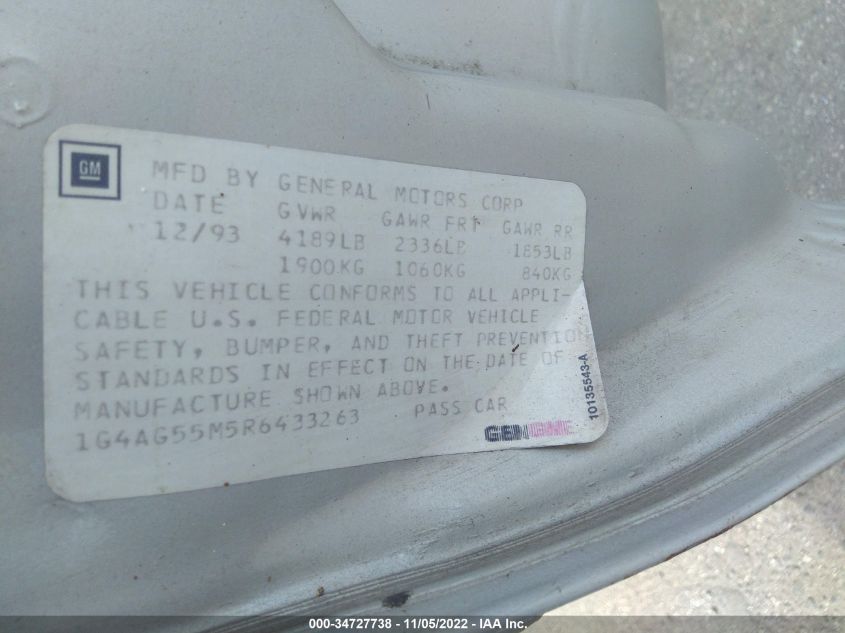 GM
MFD BY GENERAL MOTORS CORP
DATE GVWR GAWR FRT GAWR RR
12/93 4189LB 2336LB 1853LB
1900KG 1060KG 840KG
THIS VEHICLE CONFORMS TO ALL APPLI-
CABLE U.S. FEDERAL MOTOR VEHICLE
SAFETY, BUMPER, AND THEFT PREVENTION
STANDARDS IN EFFECT ON THE DATE OF
MANUFACTURE SHOWN ABOVE.
1G4AG55M5R6433263 PASS CAR
10135543-A
000-34727738 - 11/05/2022 - IAA Inc.